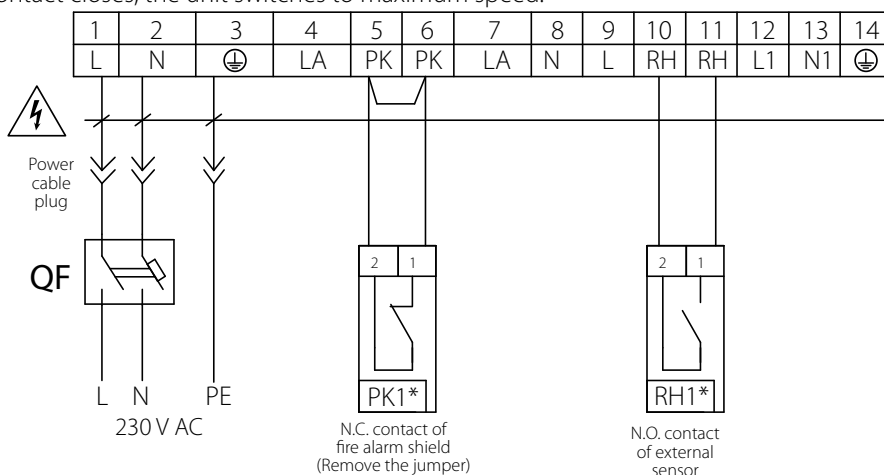 contact closes, the unit switches to maximum speed.
1 2 3 4 5 6 7 8 9 10 11 12 13 14
L N LA PK PK LA N L RH RH L1 N1
Power
cable
plug
QF
2 1
2 1
PK1*
RH1*
L N PE
230 V AC
N.C. contact of
fire alarm shield
(Remove the jumper)
N.O. contact
of external
sensor